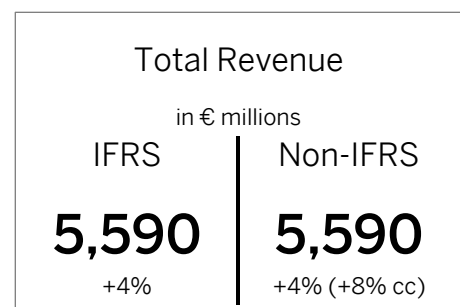 Total Revenue
in € millions
IFRS
Non-IFRS
5,590
5,590
+4%
+4% (+8% cc)